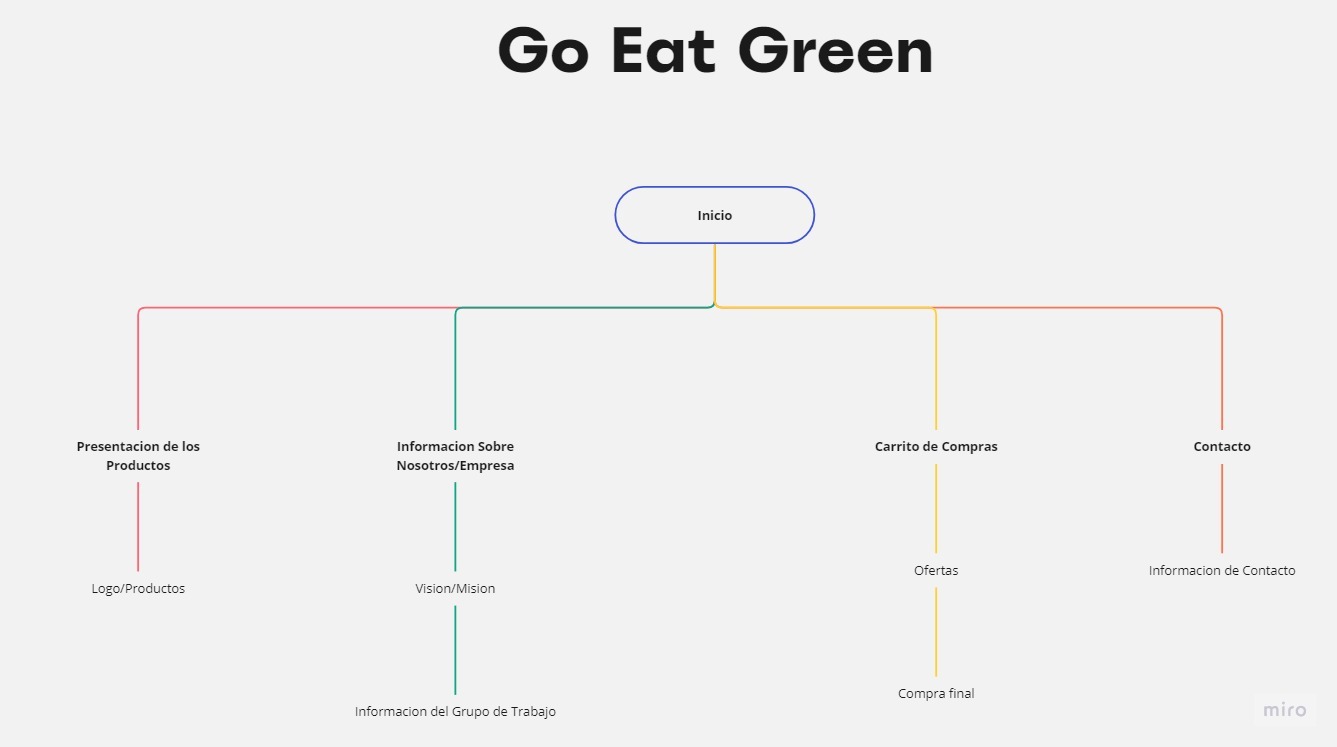 Go Eat Green
Inicio
Presentacion de los
Productos
Informacion Sobre
Nosotros/Empresa
Carrito de Compras
Contacto
Logo/Productos
Vision/Mision
Ofertas
Informacion de Contacto
Informacion del Grupo de Trabajo
Compra final
miro